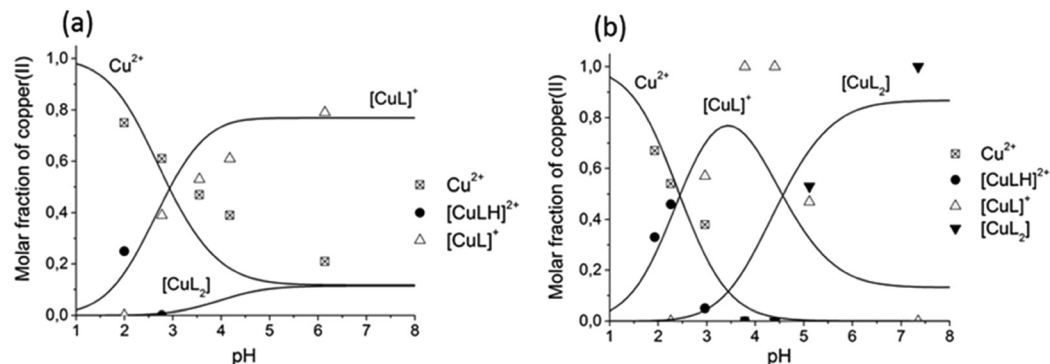 (a)
Molar fraction of copper(II)
1,0
0,8
0,6
0,4
0,2
0,0
1 2 3 4 5 6 7 8
pH
Cu²⁺
[CuL]⁺
[CuL₂]
Cu²⁺
[CuLH]²⁺
[CuL]⁺
(b)
Molar fraction of copper(II)
1,0
0,8
0,6
0,4
0,2
0,0
1 2 3 4 5 6 7 8
pH
Cu²⁺
[CuL]⁺
[CuL₂]
Cu²⁺
[CuLH]²⁺
[CuL]⁺
[CuL₂]